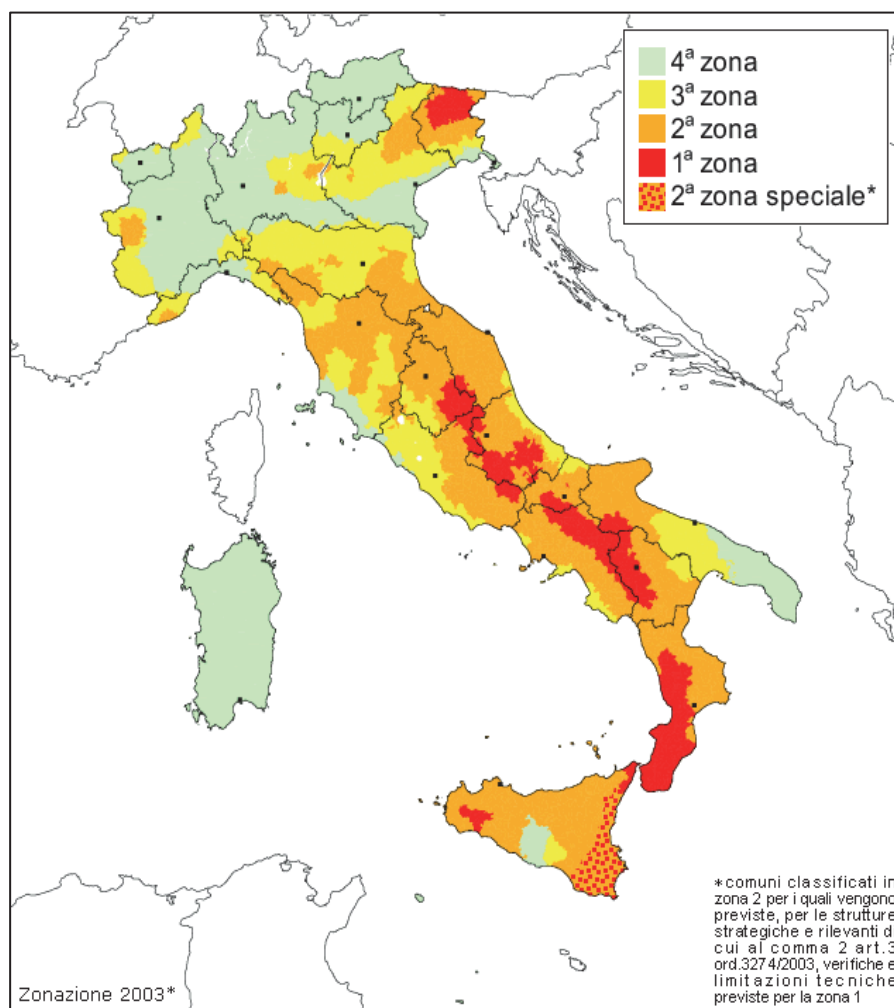 4ª zona
3ª zona
2ª zona
1ª zona
2ª zona speciale*
*comuni classificati in
zona 2 per i quali vengono
previste, per le strutture
strategiche e rilevanti di
cui al comma 2 art.3
ord.3274/2003, verifiche e
limitazioni tecniche
previste per la zona 1
Zonazione 2003*